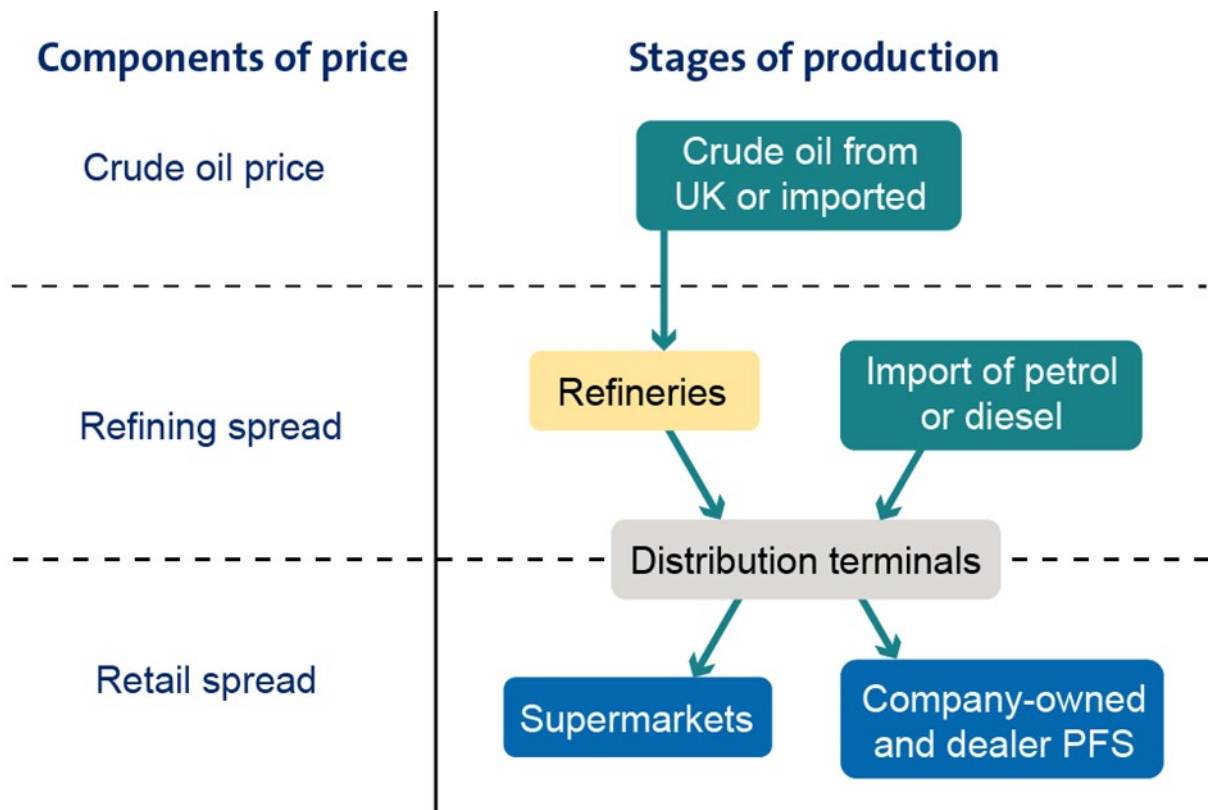 Components of price
Stages of production
Crude oil price
Crude oil from
UK or imported
Refining spread
Refineries
Import of petrol
or diesel
Distribution terminals
Retail spread
Supermarkets
Company-owned
and dealer PFS